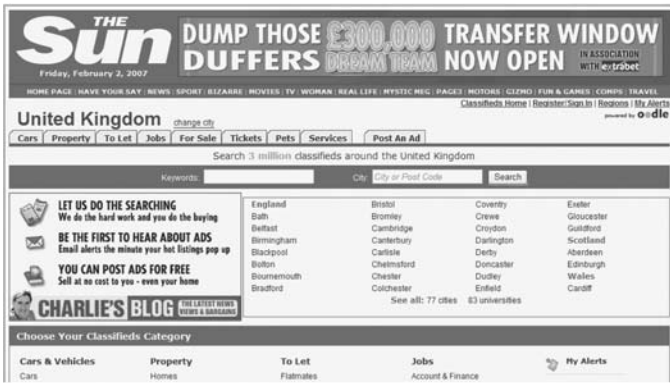 THE
Sun
Friday, February 2, 2007
DUMP THOSE £300,000 TRANSFER WINDOW
DUFFERS DREAM TEAM NOW OPEN
IN ASSOCIATION
WITH extrabet
HOME PAGE | HAVE YOUR SAY | NEWS | SPORT | BIZARRE | MOVIES | TV | WOMAN | REAL LIFE | MYSTIC MEG | PAGE3 | MOTORS | GIZMO | FUN & GAMES | COMPS | TRAVEL
Classifieds Home | Register/Sign In | Regions | My Alerts
United Kingdom change city
powered by oodle
Cars Property To Let Jobs For Sale Tickets Pets Services Post An Ad
Search 3 million classifieds around the United Kingdom
Keywords: City: City or Post Code Search
LET US DO THE SEARCHING
We do the hard work and you do the buying
BE THE FIRST TO HEAR ABOUT ADS
Email alerts the minute your hot listings pop up
YOU CAN POST ADS FOR FREE
Sell at no cost to you - even your home
CHARLIE'S BLOG THE LATEST NEWS
VIEWS & BARGAINS
England Bristol Coventry Exeter
Bath Bromley Crewe Gloucester
Belfast Cambridge Croydon Guildford
Birmingham Canterbury Darlington Scotland
Blackpool Carlisle Derby Aberdeen
Bolton Chelmsford Doncaster Edinburgh
Bournemouth Chester Dudley Wales
Bradford Colchester Enfield Cardiff
See all: 77 cities 83 universities
Choose Your Classifieds Category
Cars & Vehicles Property To Let Jobs My Alerts
Cars Homes Flatmates Account & Finance